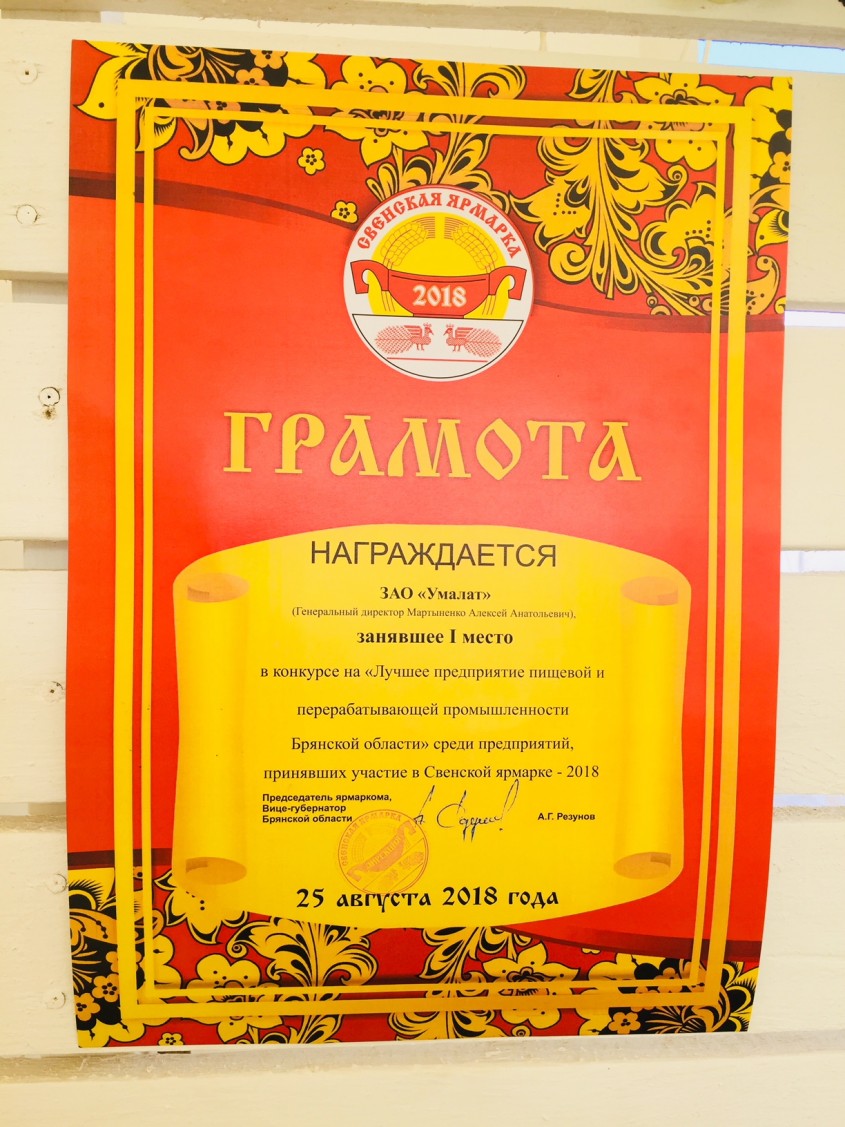 СВЕНСКАЯ ЯРМАРКА
2018
ГРАМОТА
НАГРАЖДАЕТСЯ
ЗАО «Умалат»
(Генеральный директор Мартыненко Алексей Анатольевич),
занявшее I место
в конкурсе на «Лучшее предприятие пищевой и
перерабатывающей промышленности
Брянской области» среди предприятий,
принявших участие в Свенской ярмарке - 2018
Председатель ярмаркома,
Вице-губернатор
Брянской области
А.Г. Резунов
СВЕНСКАЯ ЯРМАРКА
25 августа 2018 года